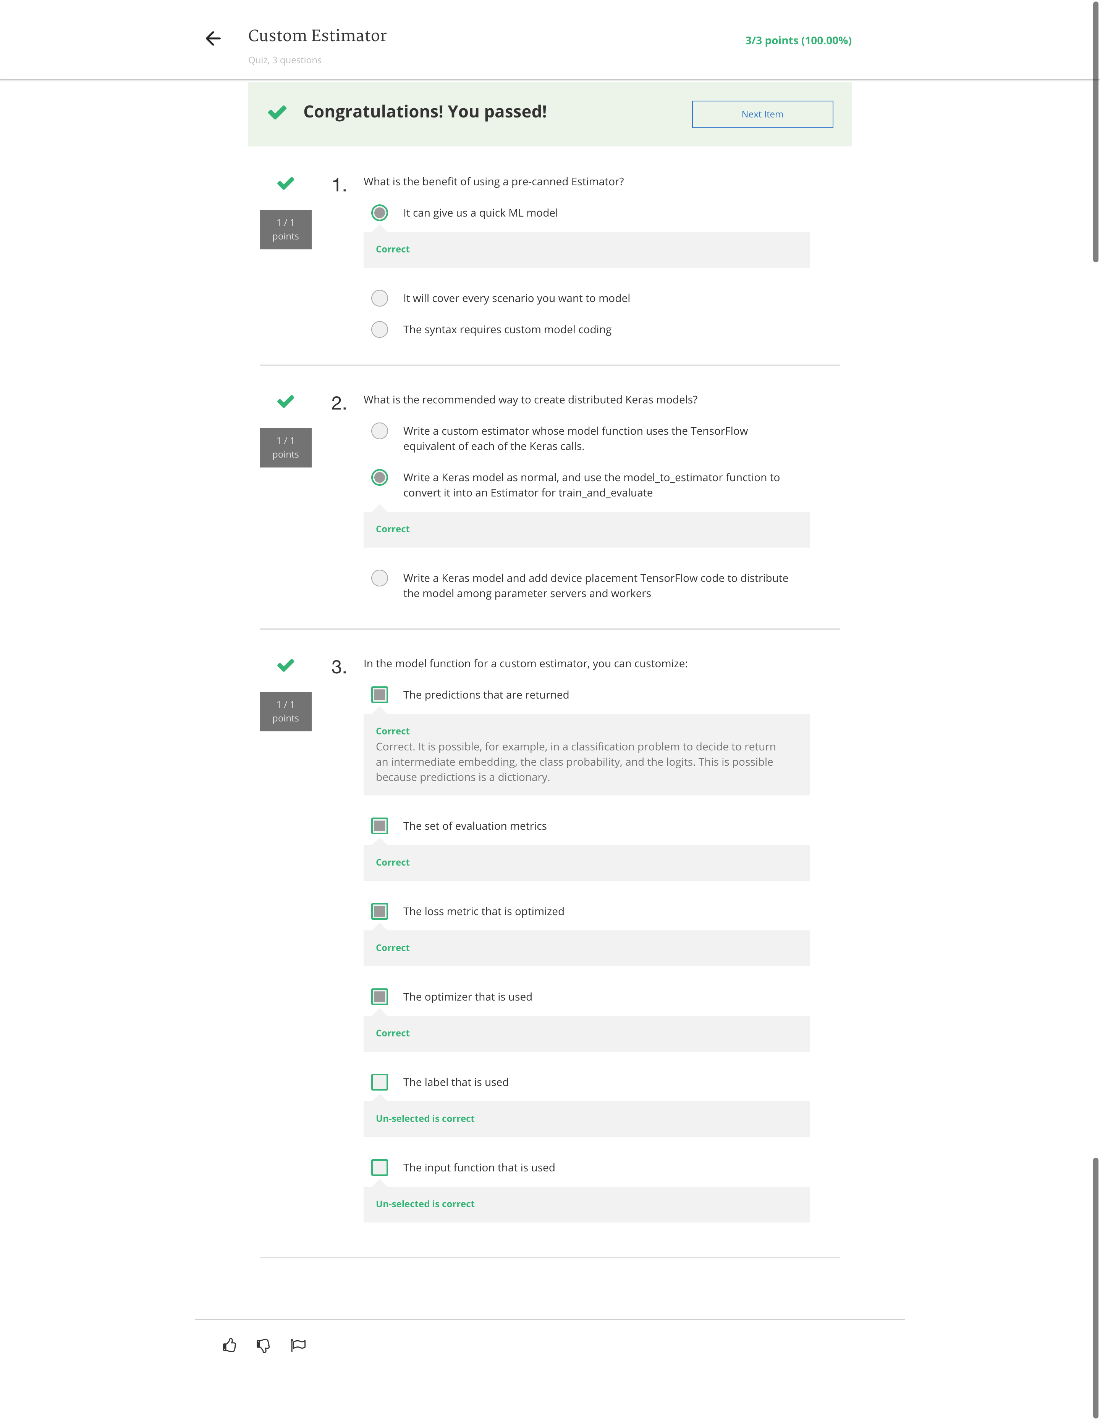 Custom Estimator
Quiz, 3 questions
3/3 points (100.00%)
Congratulations! You passed!
Next Item
1/1
points
1.
What is the benefit of using a pre-canned Estimator?
It can give us a quick ML model
Correct
It will cover every scenario you want to model
The syntax requires custom model coding
1/1
points
2.
What is the recommended way to create distributed Keras models?
Write a custom estimator whose model function uses the TensorFlow
equivalent of each of the Keras calls.
Write a Keras model as normal, and use the model_to_estimator function to
convert it into an Estimator for train_and_evaluate
Correct
Write a Keras model and add device placement TensorFlow code to distribute
the model among parameter servers and workers
1/1
points
3.
In the model function for a custom estimator, you can customize:
The predictions that are returned
Correct
Correct. It is possible, for example, in a classification problem to decide to return
an intermediate embedding, the class probability, and the logits. This is possible
because predictions is a dictionary.
The set of evaluation metrics
Correct
The loss metric that is optimized
Correct
The optimizer that is used
Correct
The label that is used
Un-selected is correct
The input function that is used
Un-selected is correct